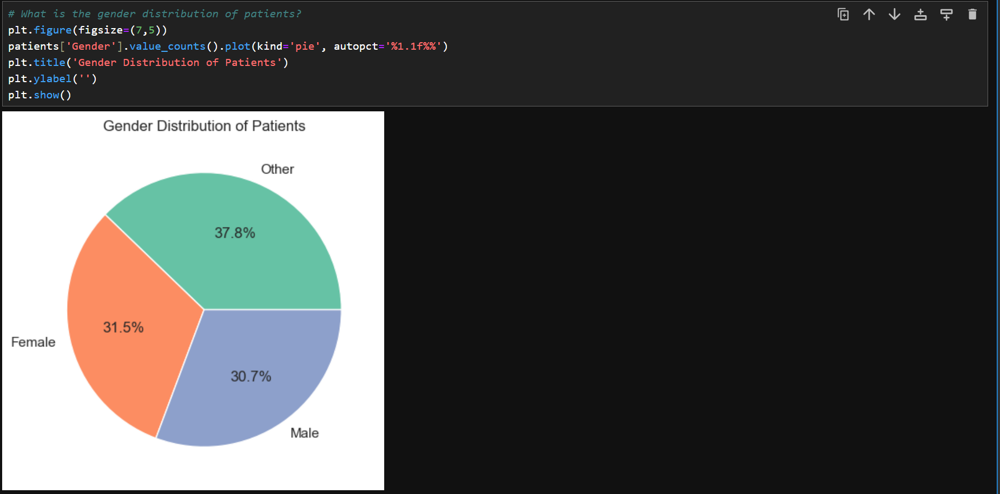 # What is the gender distribution of patients?
plt.figure(figsize=(7,5))
patients['Gender'].value_counts().plot(kind='pie', autopct='%1.1f%%')
plt.title('Gender Distribution of Patients')
plt.ylabel('')
plt.show()
Gender Distribution of Patients
Other
37.8%
31.5%
Female
30.7%
Male